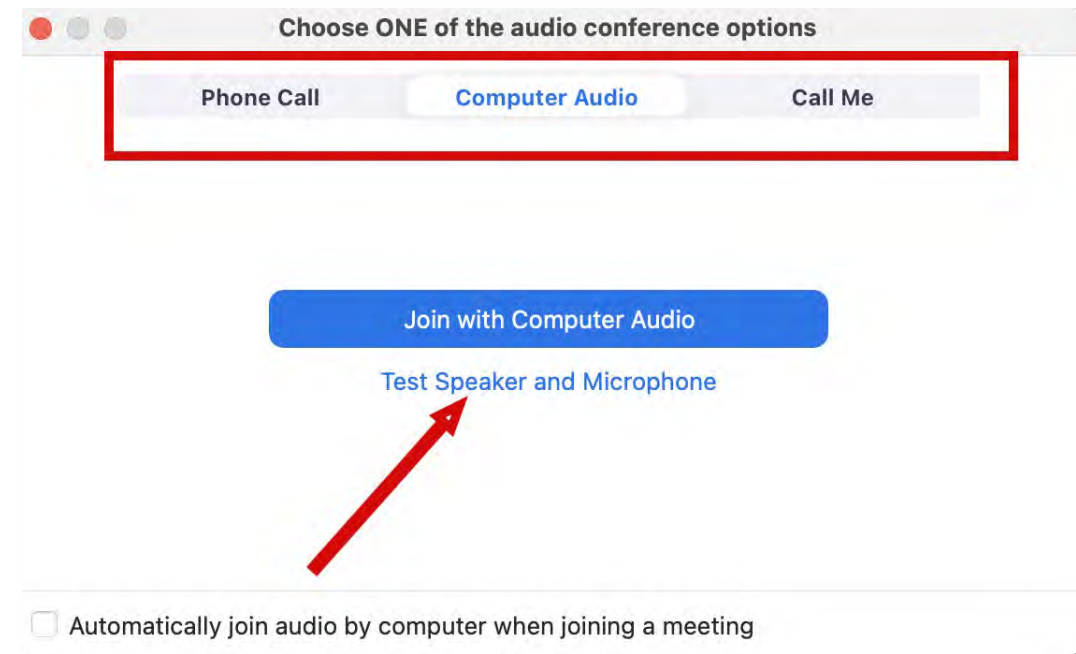 Choose ONE of the audio conference options
Phone Call Computer Audio Call Me
Join with Computer Audio
Test Speaker and Microphone
Automatically join audio by computer when joining a meeting